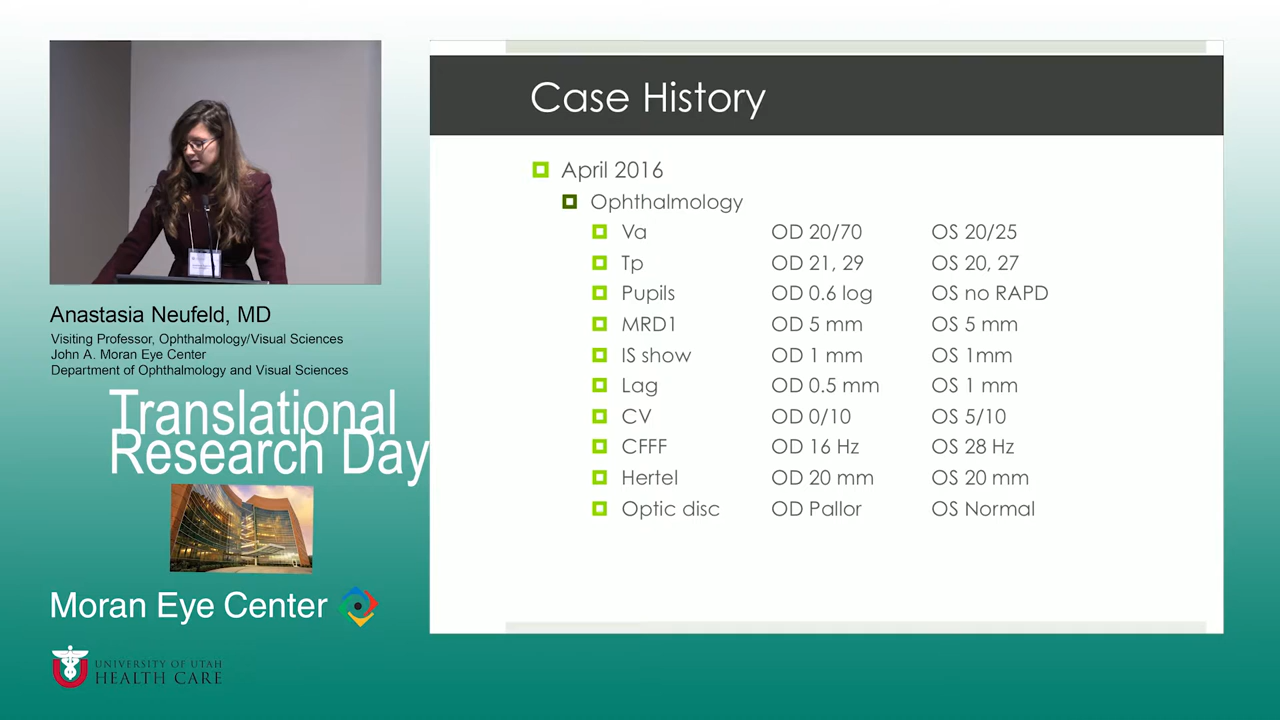 Case History
April 2016
Ophthalmology
Va OD 20/70 OS 20/25
Tp OD 21, 29 OS 20, 27
Pupils OD 0.6 log OS no RAPD
MRD1 OD 5 mm OS 5 mm
IS show OD 1 mm OS 1mm
Lag OD 0.5 mm OS 1 mm
CV OD 0/10 OS 5/10
CFFF OD 16 Hz OS 28 Hz
Hertel OD 20 mm OS 20 mm
Optic disc OD Pallor OS Normal
Anastasia Neufeld, MD
Visiting Professor, Ophthalmology/Visual Sciences
John A. Moran Eye Center
Department of Ophthalmology and Visual Sciences
Translational
Research Day
Moran Eye Center
UNIVERSITY OF UTAH
HEALTH CARE